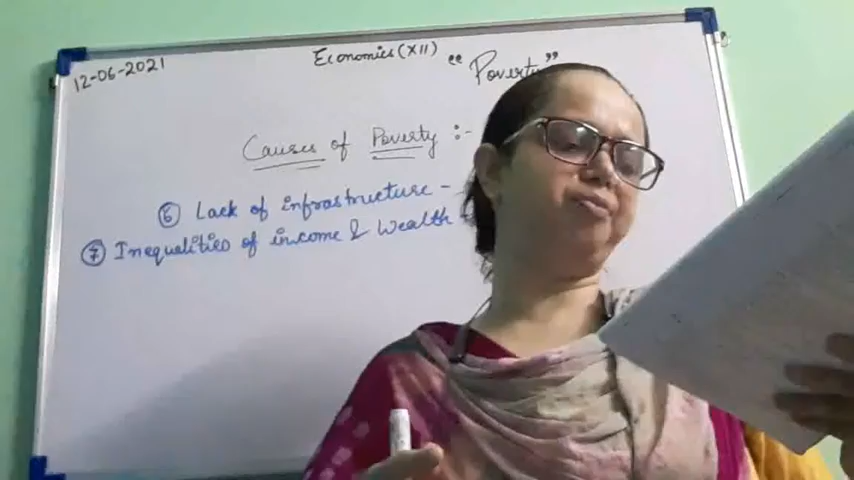 12-06-2021
Economics (XII) "Poverty"
Causes of Poverty :-
⑥ Lack of infrastructure -
⑦ Inequalities of income & Wealth